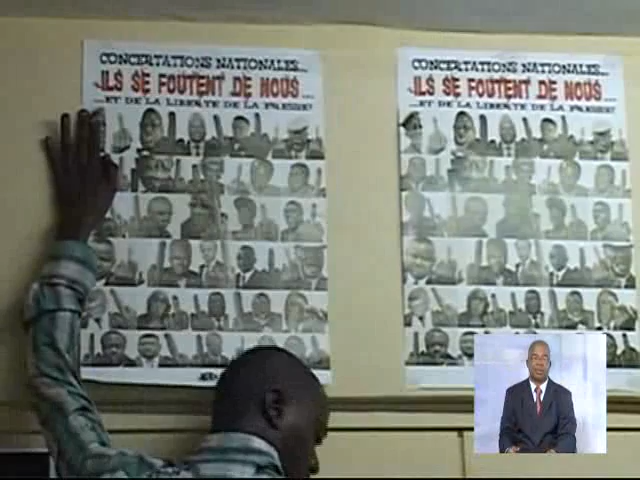 CONCERTATIONS NATIONALES...
ILS SE FOUTENT DE NOUS...
...ET DE LA LIBERTE DE LA PRESSE!
CONCERTATIONS NATIONALES...
ILS SE FOUTENT DE NOUS...
...ET DE LA LIBERTE DE LA PRESSE!